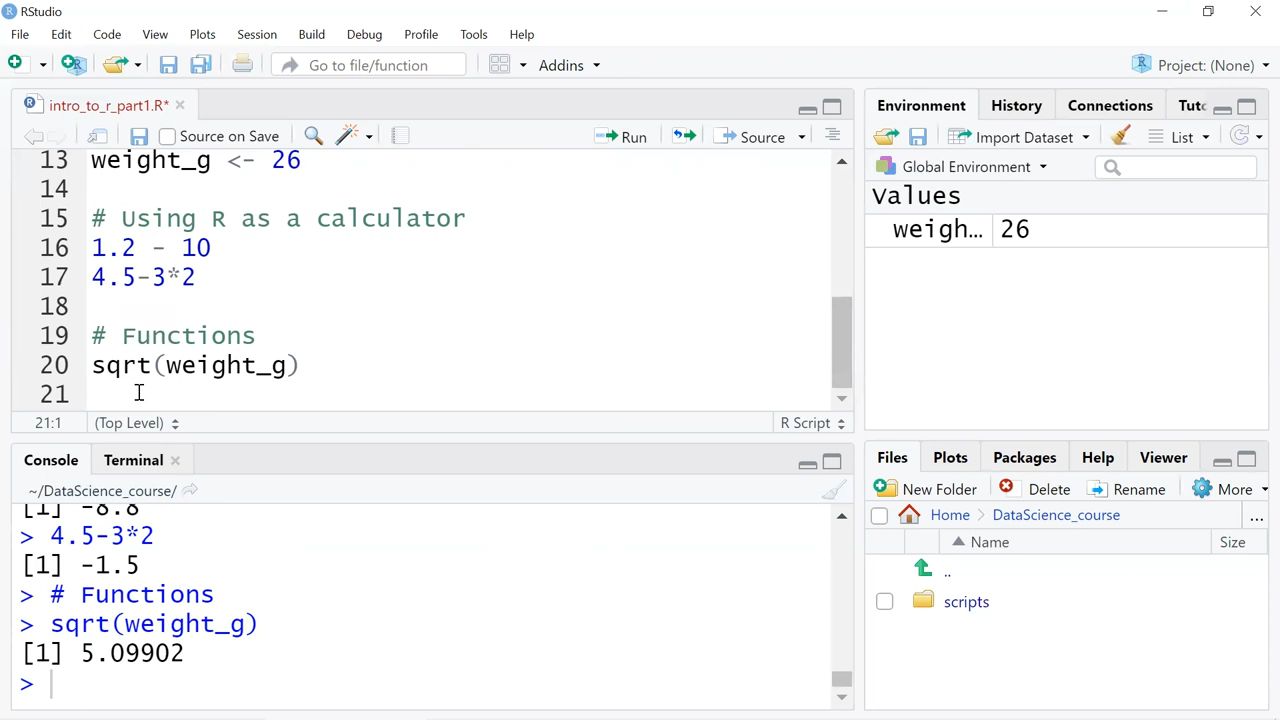 RStudio
File Edit Code View Plots Session Build Debug Profile Tools Help
Go to file/function Addins Project: (None)
intro_to_r_part1.R*
Source on Save Run Source
13 weight_g <- 26
14
15 # Using R as a calculator
16 1.2 - 10
17 4.5-3*2
18
19 # Functions
20 sqrt(weight_g)
21
21:1 (Top Level) R Script
Console Terminal
~/DataScience_course/
[1] -8.8
> 4.5-3*2
[1] -1.5
> # Functions
> sqrt(weight_g)
[1] 5.09902
>
Environment History Connections Tutc
Import Dataset List
Global Environment
Values
weigh… 26
Files Plots Packages Help Viewer
New Folder Delete Rename More
Home > DataScience_course ...
Name Size
..
scripts